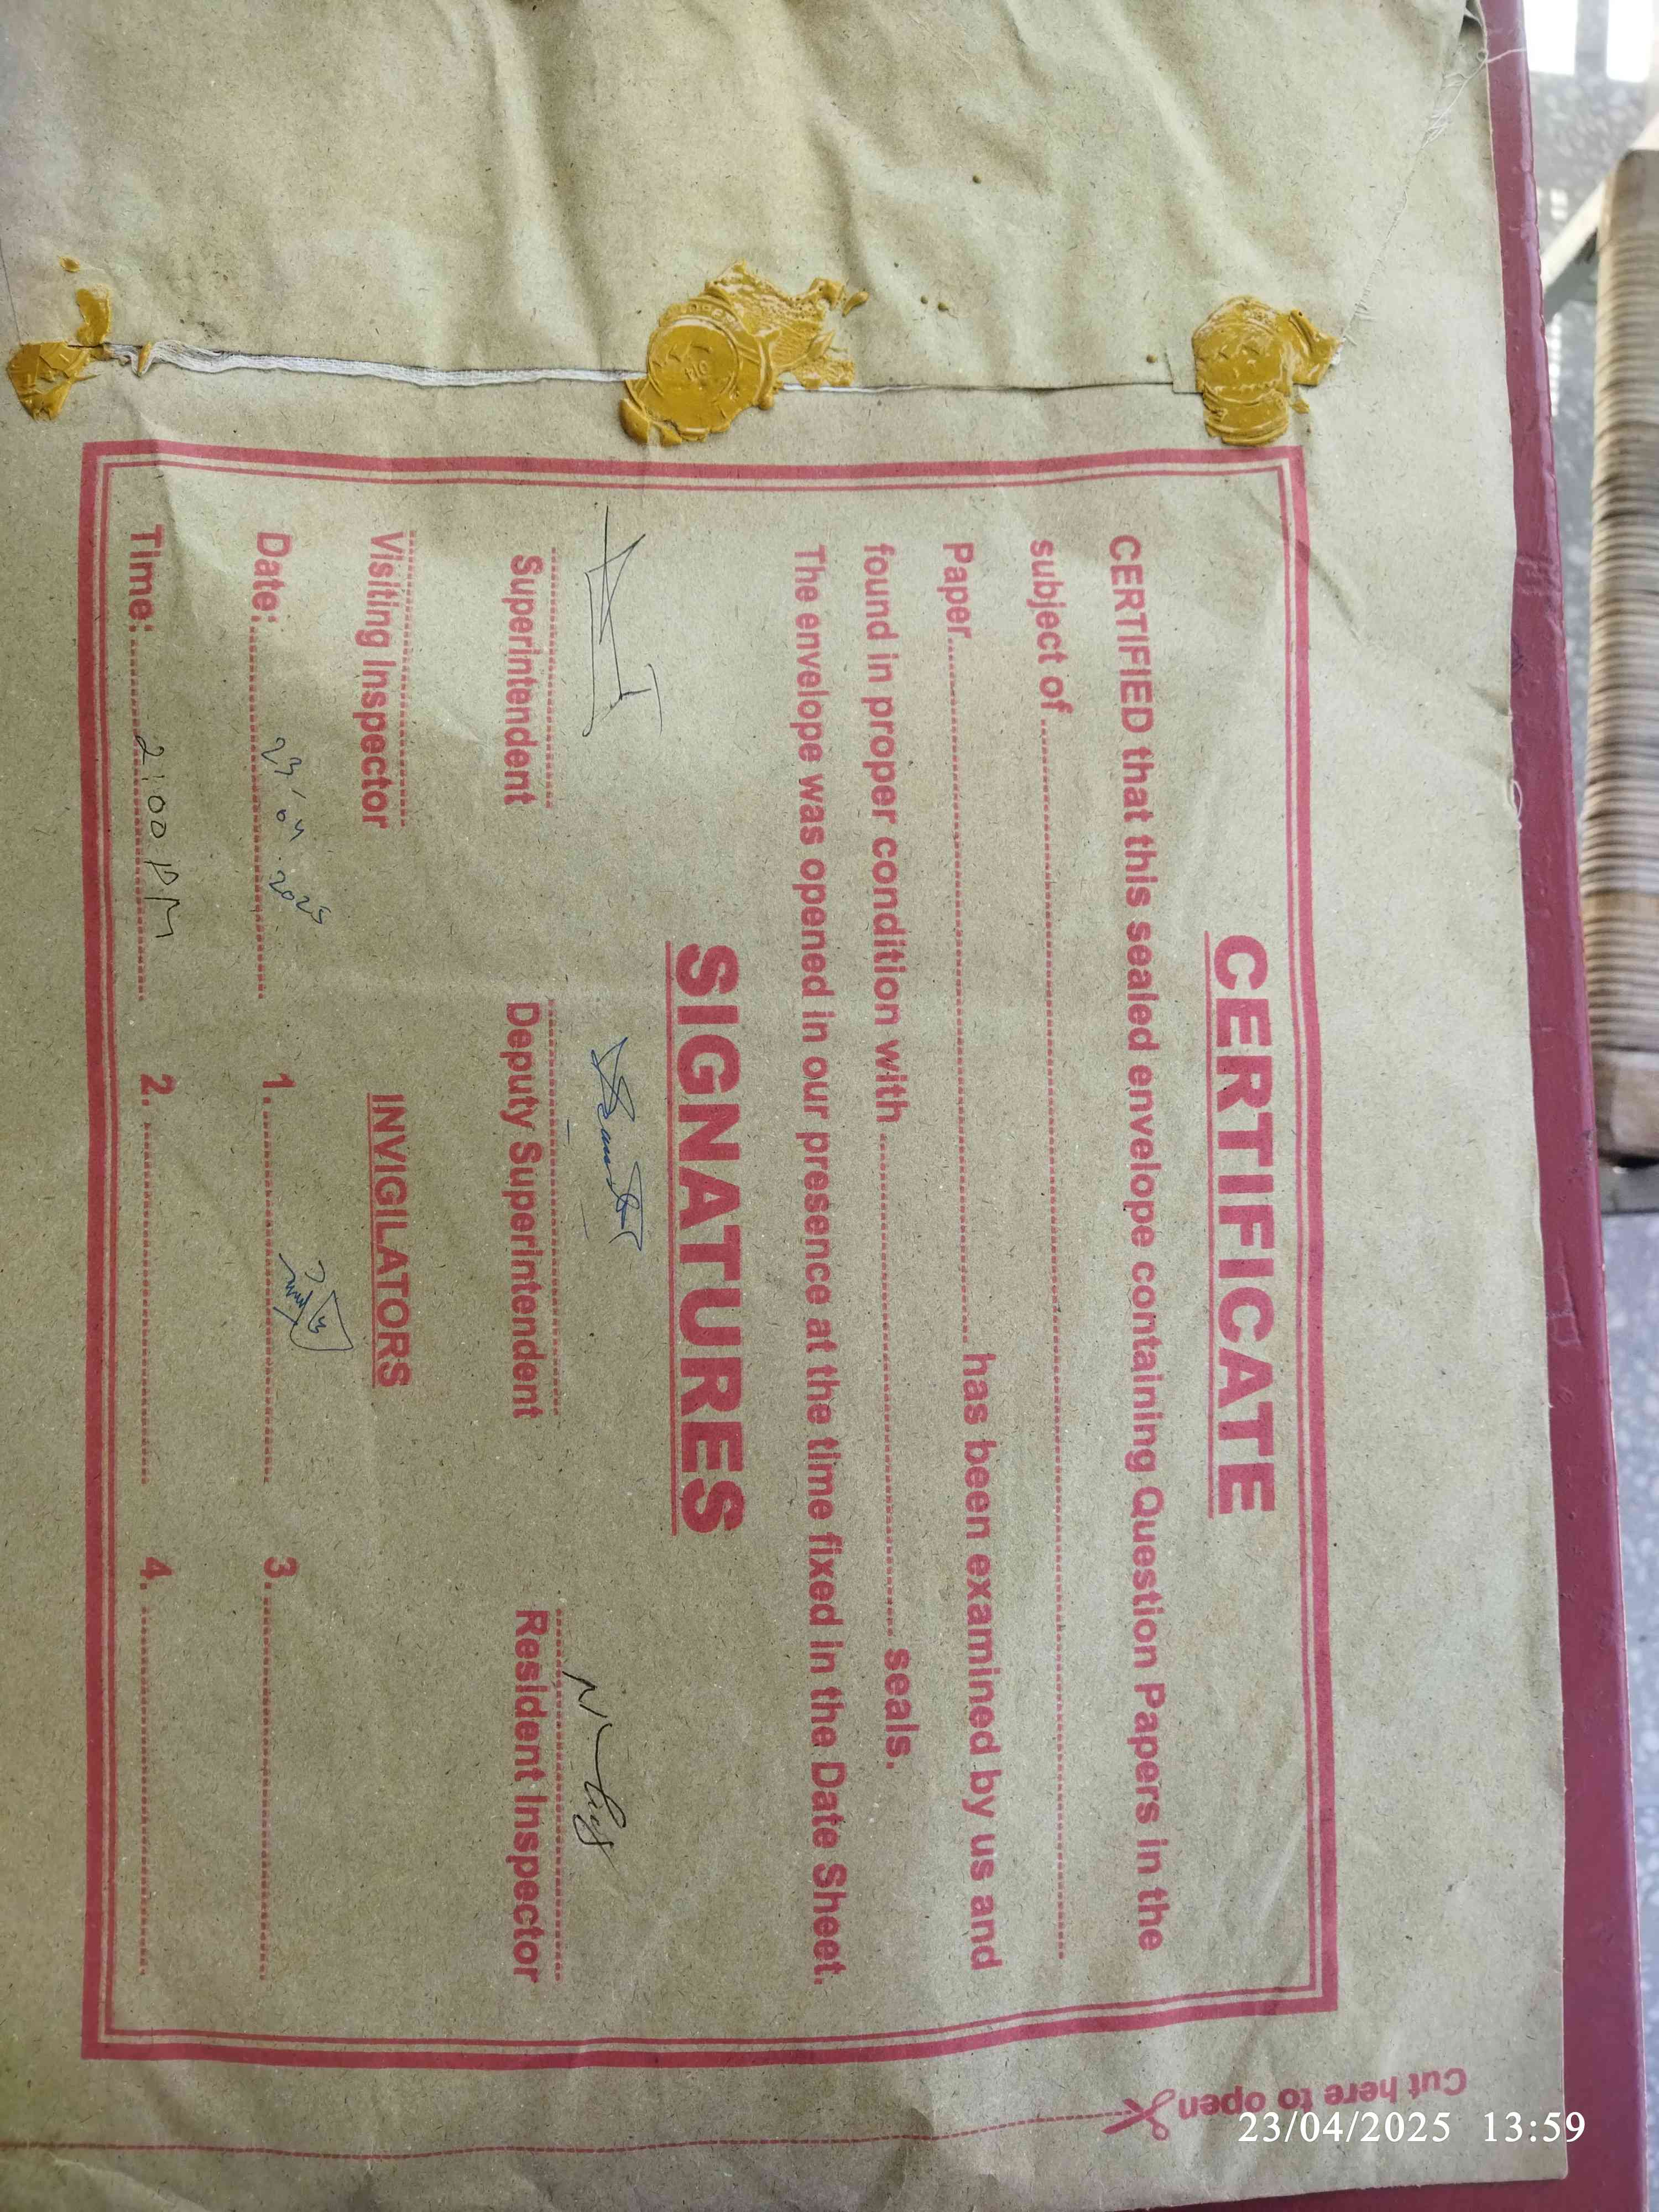 CERTIFICATE
CERTIFIED that this sealed envelope containing Question Papers in the
subject of
Paper has been examined by us and
found in proper condition with seals.
The envelope was opened in our presence at the time fixed in the Date Sheet.
SIGNATURES
Superintendent Deputy Superintendent Resident Inspector
Visiting Inspector INVIGILATORS
Date: 23/04.2025 1. 3.
Time: 2:00 PM 2. 4.
Cut here to open
23/04/2025 13:59